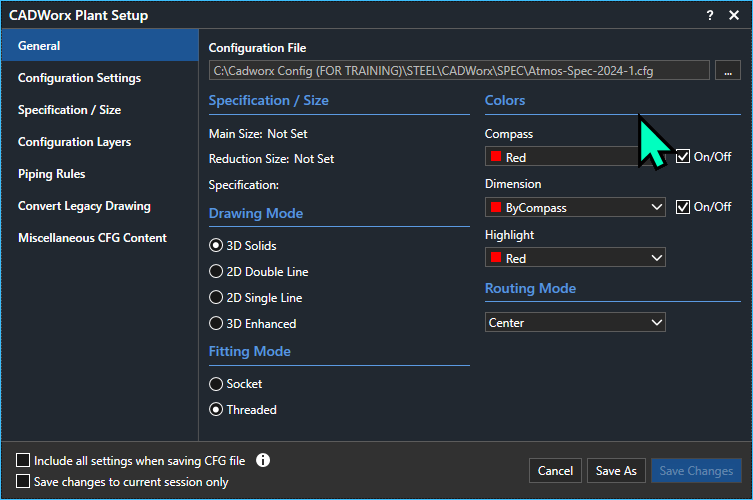 CADWorx Plant Setup
?
General
Configuration Settings
Specification / Size
Configuration Layers
Piping Rules
Convert Legacy Drawing
Miscellaneous CFG Content
Configuration File
C:\Cadworx Config (FOR TRAINING)\STEEL\CADWorx\SPEC\Atmos-Spec-2024-1.cfg
...
Specification / Size
Main Size: Not Set
Reduction Size: Not Set
Specification:
Drawing Mode
3D Solids
2D Double Line
2D Single Line
3D Enhanced
Fitting Mode
Socket
Threaded
Colors
Compass
Red
On/Off
Dimension
ByCompass
On/Off
Highlight
Red
Routing Mode
Center
Include all settings when saving CFG file
Save changes to current session only
Cancel
Save As
Save Changes